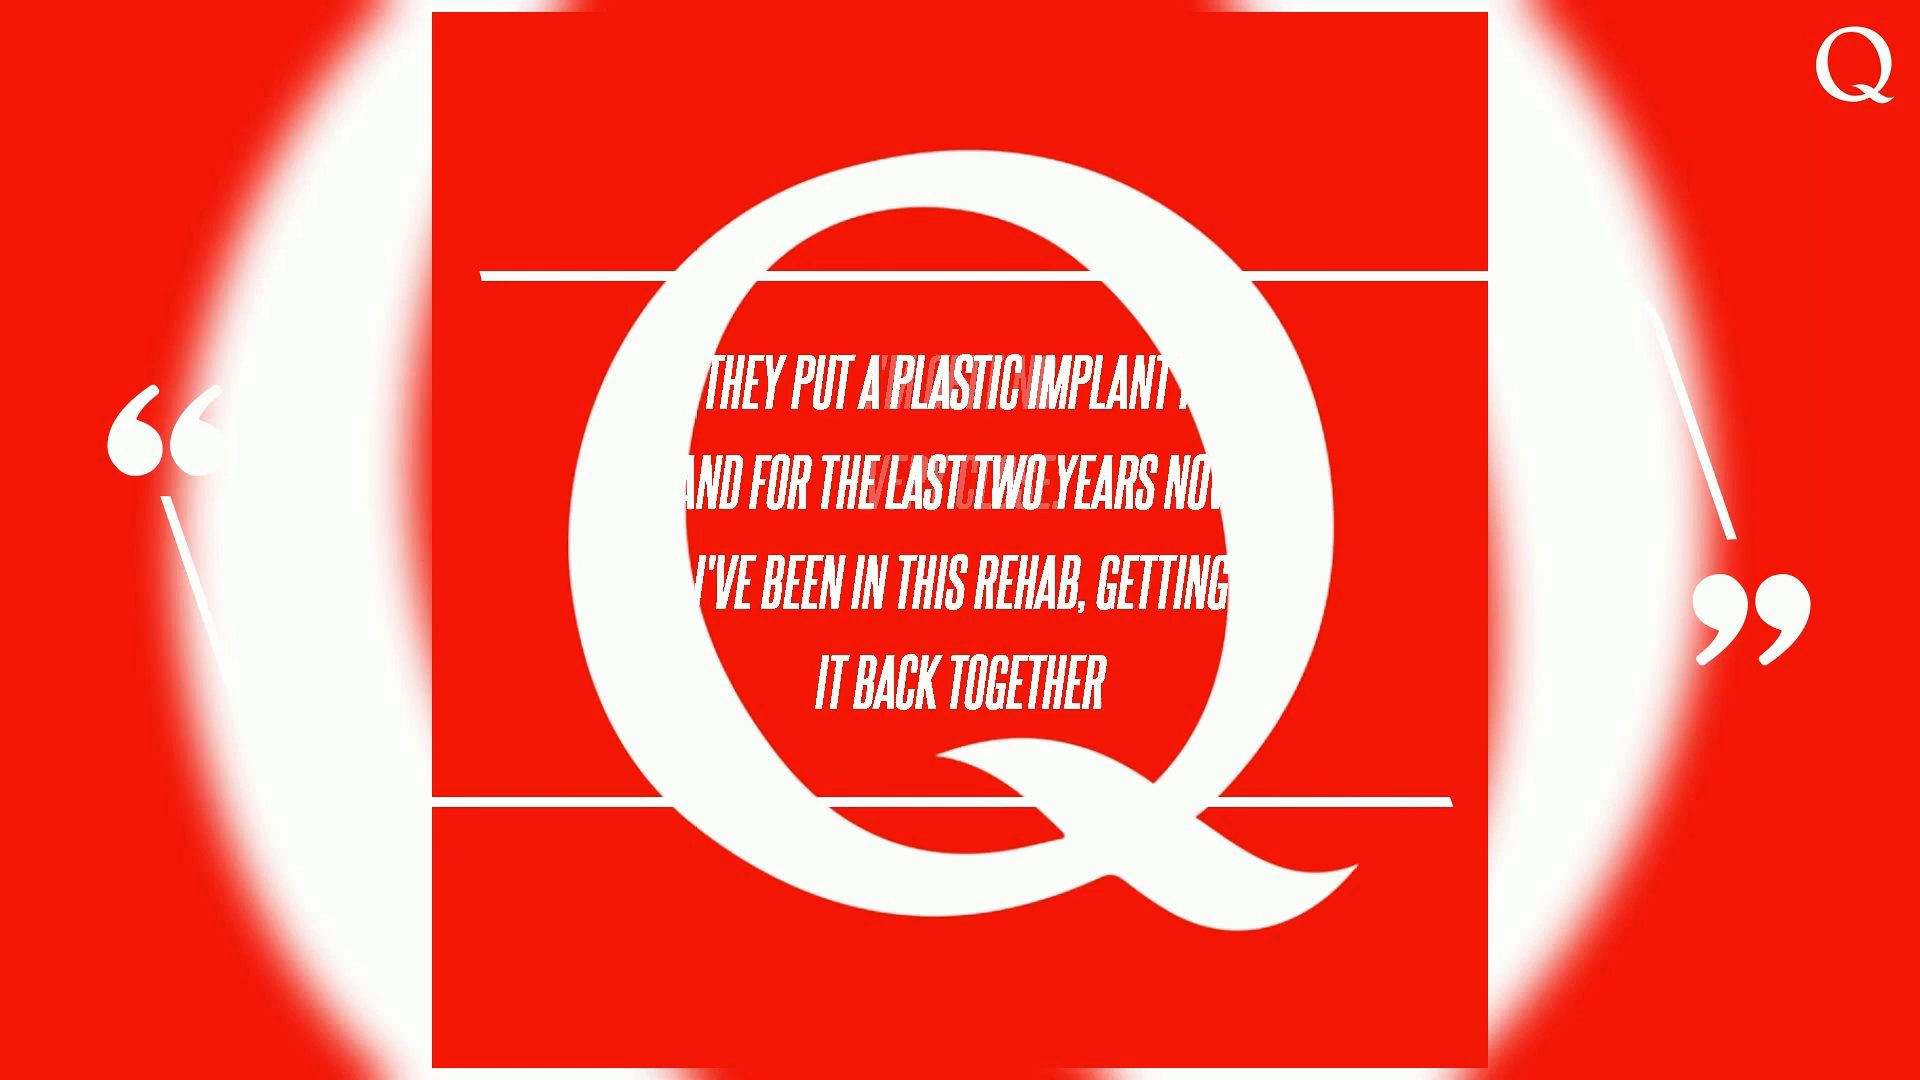 Q
“
THEY PUT A PLASTIC IMPLANT
AND FOR THE LAST TWO YEARS
I'VE BEEN IN THIS REHAB, GETTING
IT BACK TOGETHER
”
Q